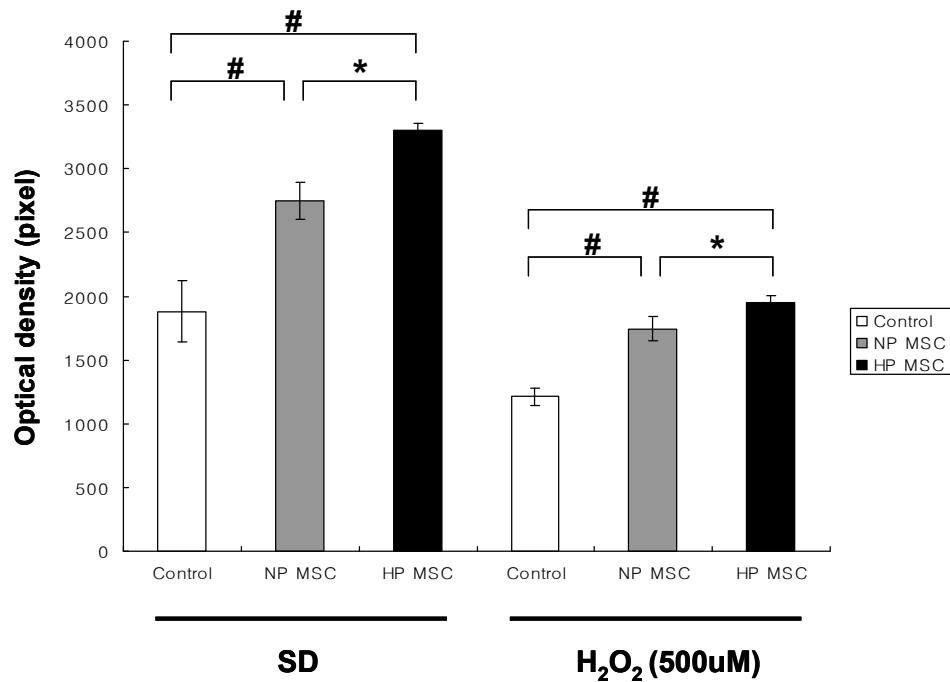 #
4000
#
*
3500
3000
#
2500
#
*
2000
Control
NP MSC
HP MSC
1500
1000
500
0
Optical density (pixel)
Control NP MSC HP MSC Control NP MSC HP MSC
SD H₂O₂ (500uM)